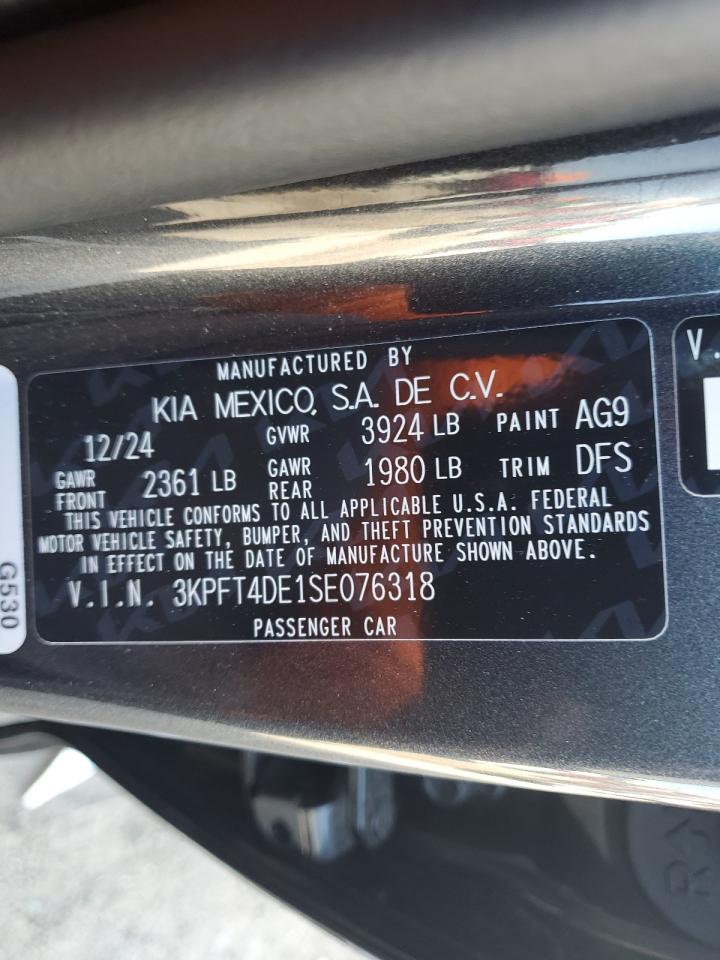 MANUFACTURED BY
KIA MEXICO, S.A. DE C.V.
12/24 GVWR 3924 LB PAINT AG9
GAWR FRONT 2361 LB GAWR REAR 1980 LB TRIM DFS
THIS VEHICLE CONFORMS TO ALL APPLICABLE U.S.A. FEDERAL
MOTOR VEHICLE SAFETY, BUMPER, AND THEFT PREVENTION STANDARDS
IN EFFECT ON THE DATE OF MANUFACTURE SHOWN ABOVE.
V.I.N. 3KPFT4DE1SE076318
PASSENGER CAR
G530
V.